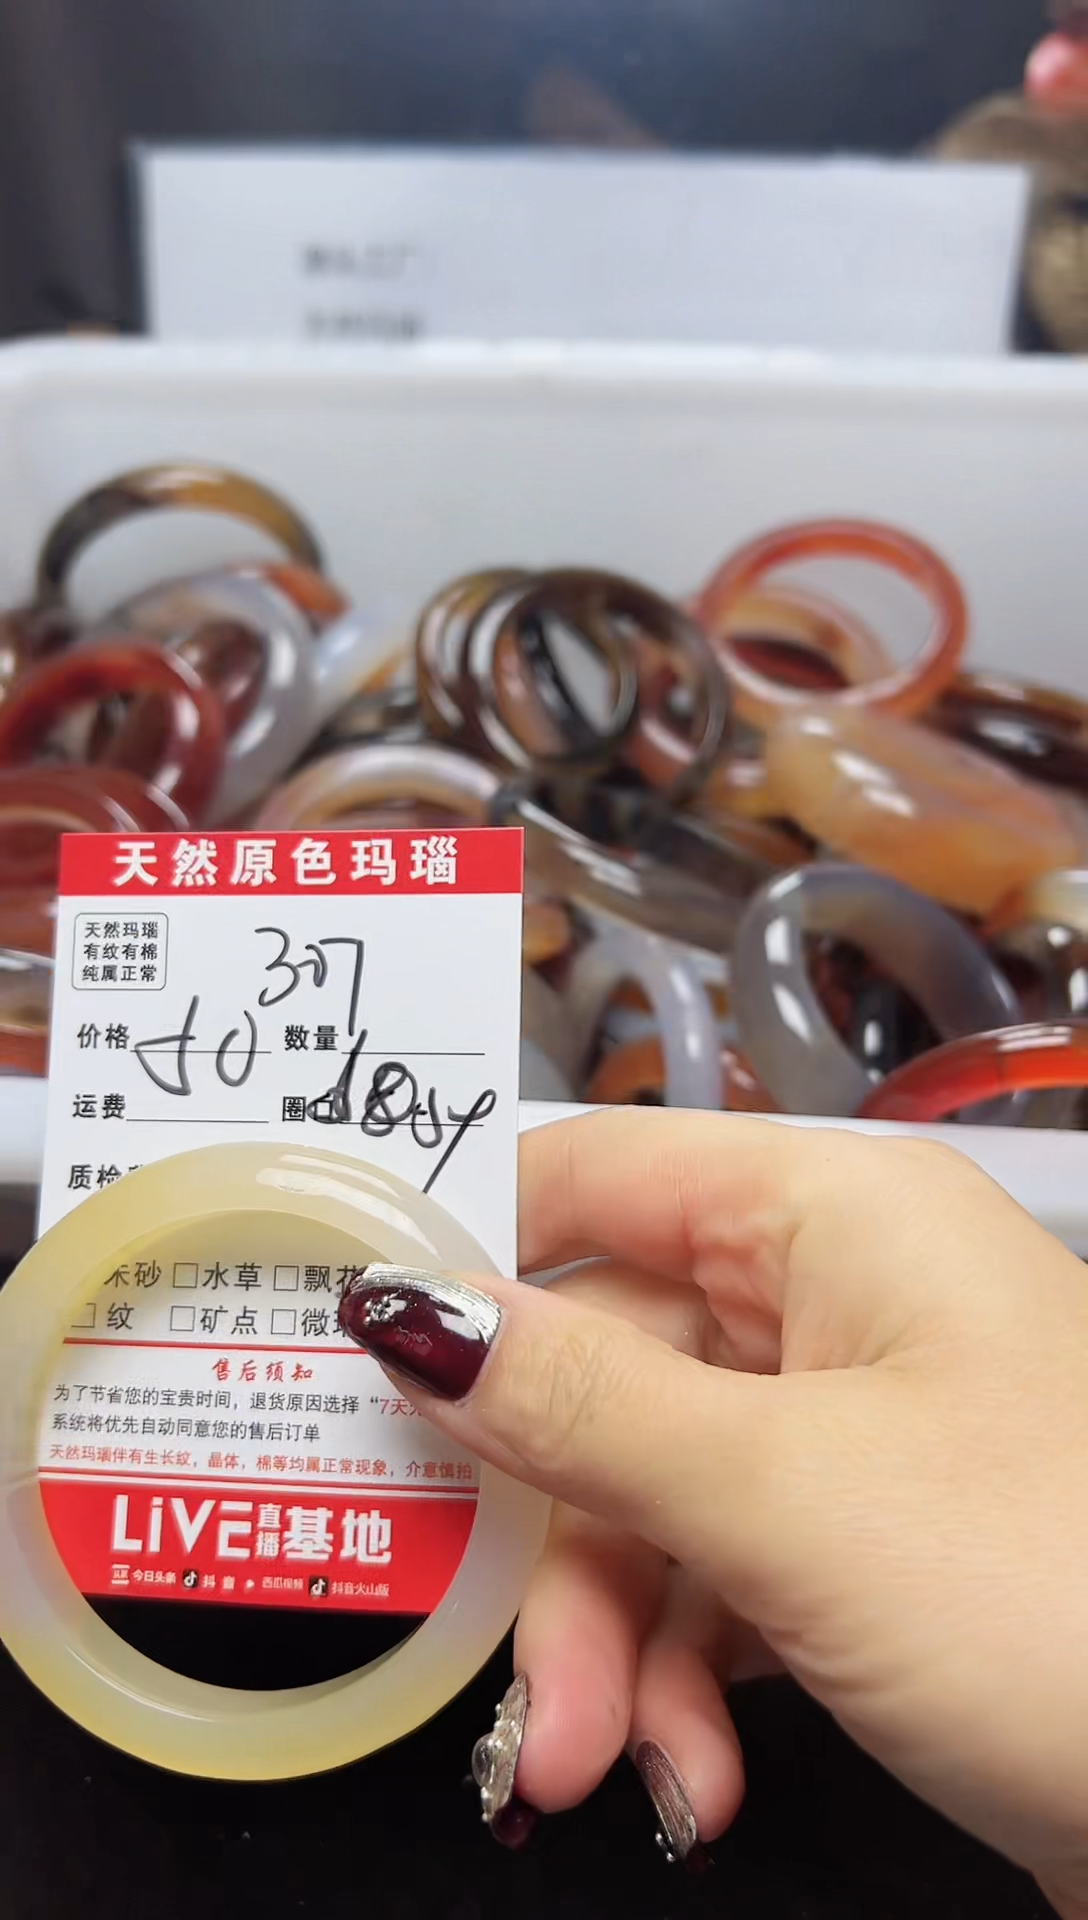 天然原色玛瑙
天然玛瑙
有纹有棉
纯属正常
307
价格 50 数量
运费 圈口
质检
朱砂 □水草 □飘花
□纹 □矿点 □微
售后须知
为了节省您的宝贵时间，退货原因选择“7天
系统将优先自动同意您的售后订单
天然玛瑙伴有生长纹，晶体，棉等均属正常现象，介意慎拍
LiVE直播基地
今日头条 抖音 西瓜视频 抖音火山版